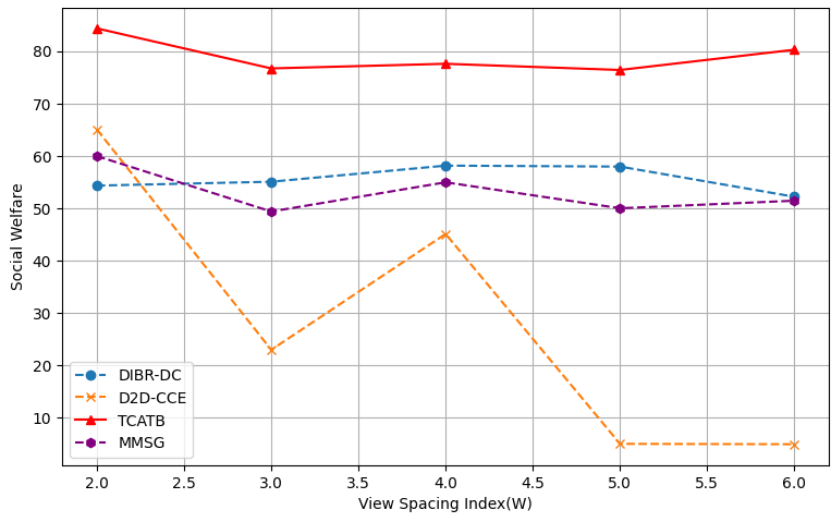 Social Welfare
80
70
60
50
40
30
20
10
DIBR-DC
D2D-CCE
TCATB
MMSG
2.0 2.5 3.0 3.5 4.0 4.5 5.0 5.5 6.0
View Spacing Index(W)